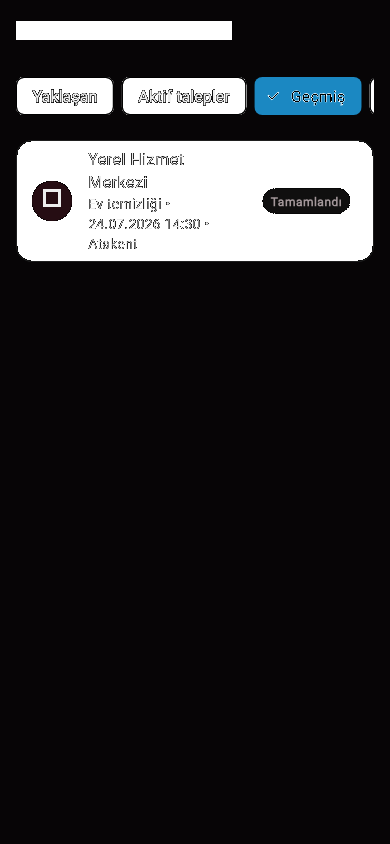 Yaklaşan
Aktif talepler
Geçmiş
Yerel Hizmet
Merkezi
Ev temizliği •
24.07.2026 14:30 •
Atakent
Tamamlandı